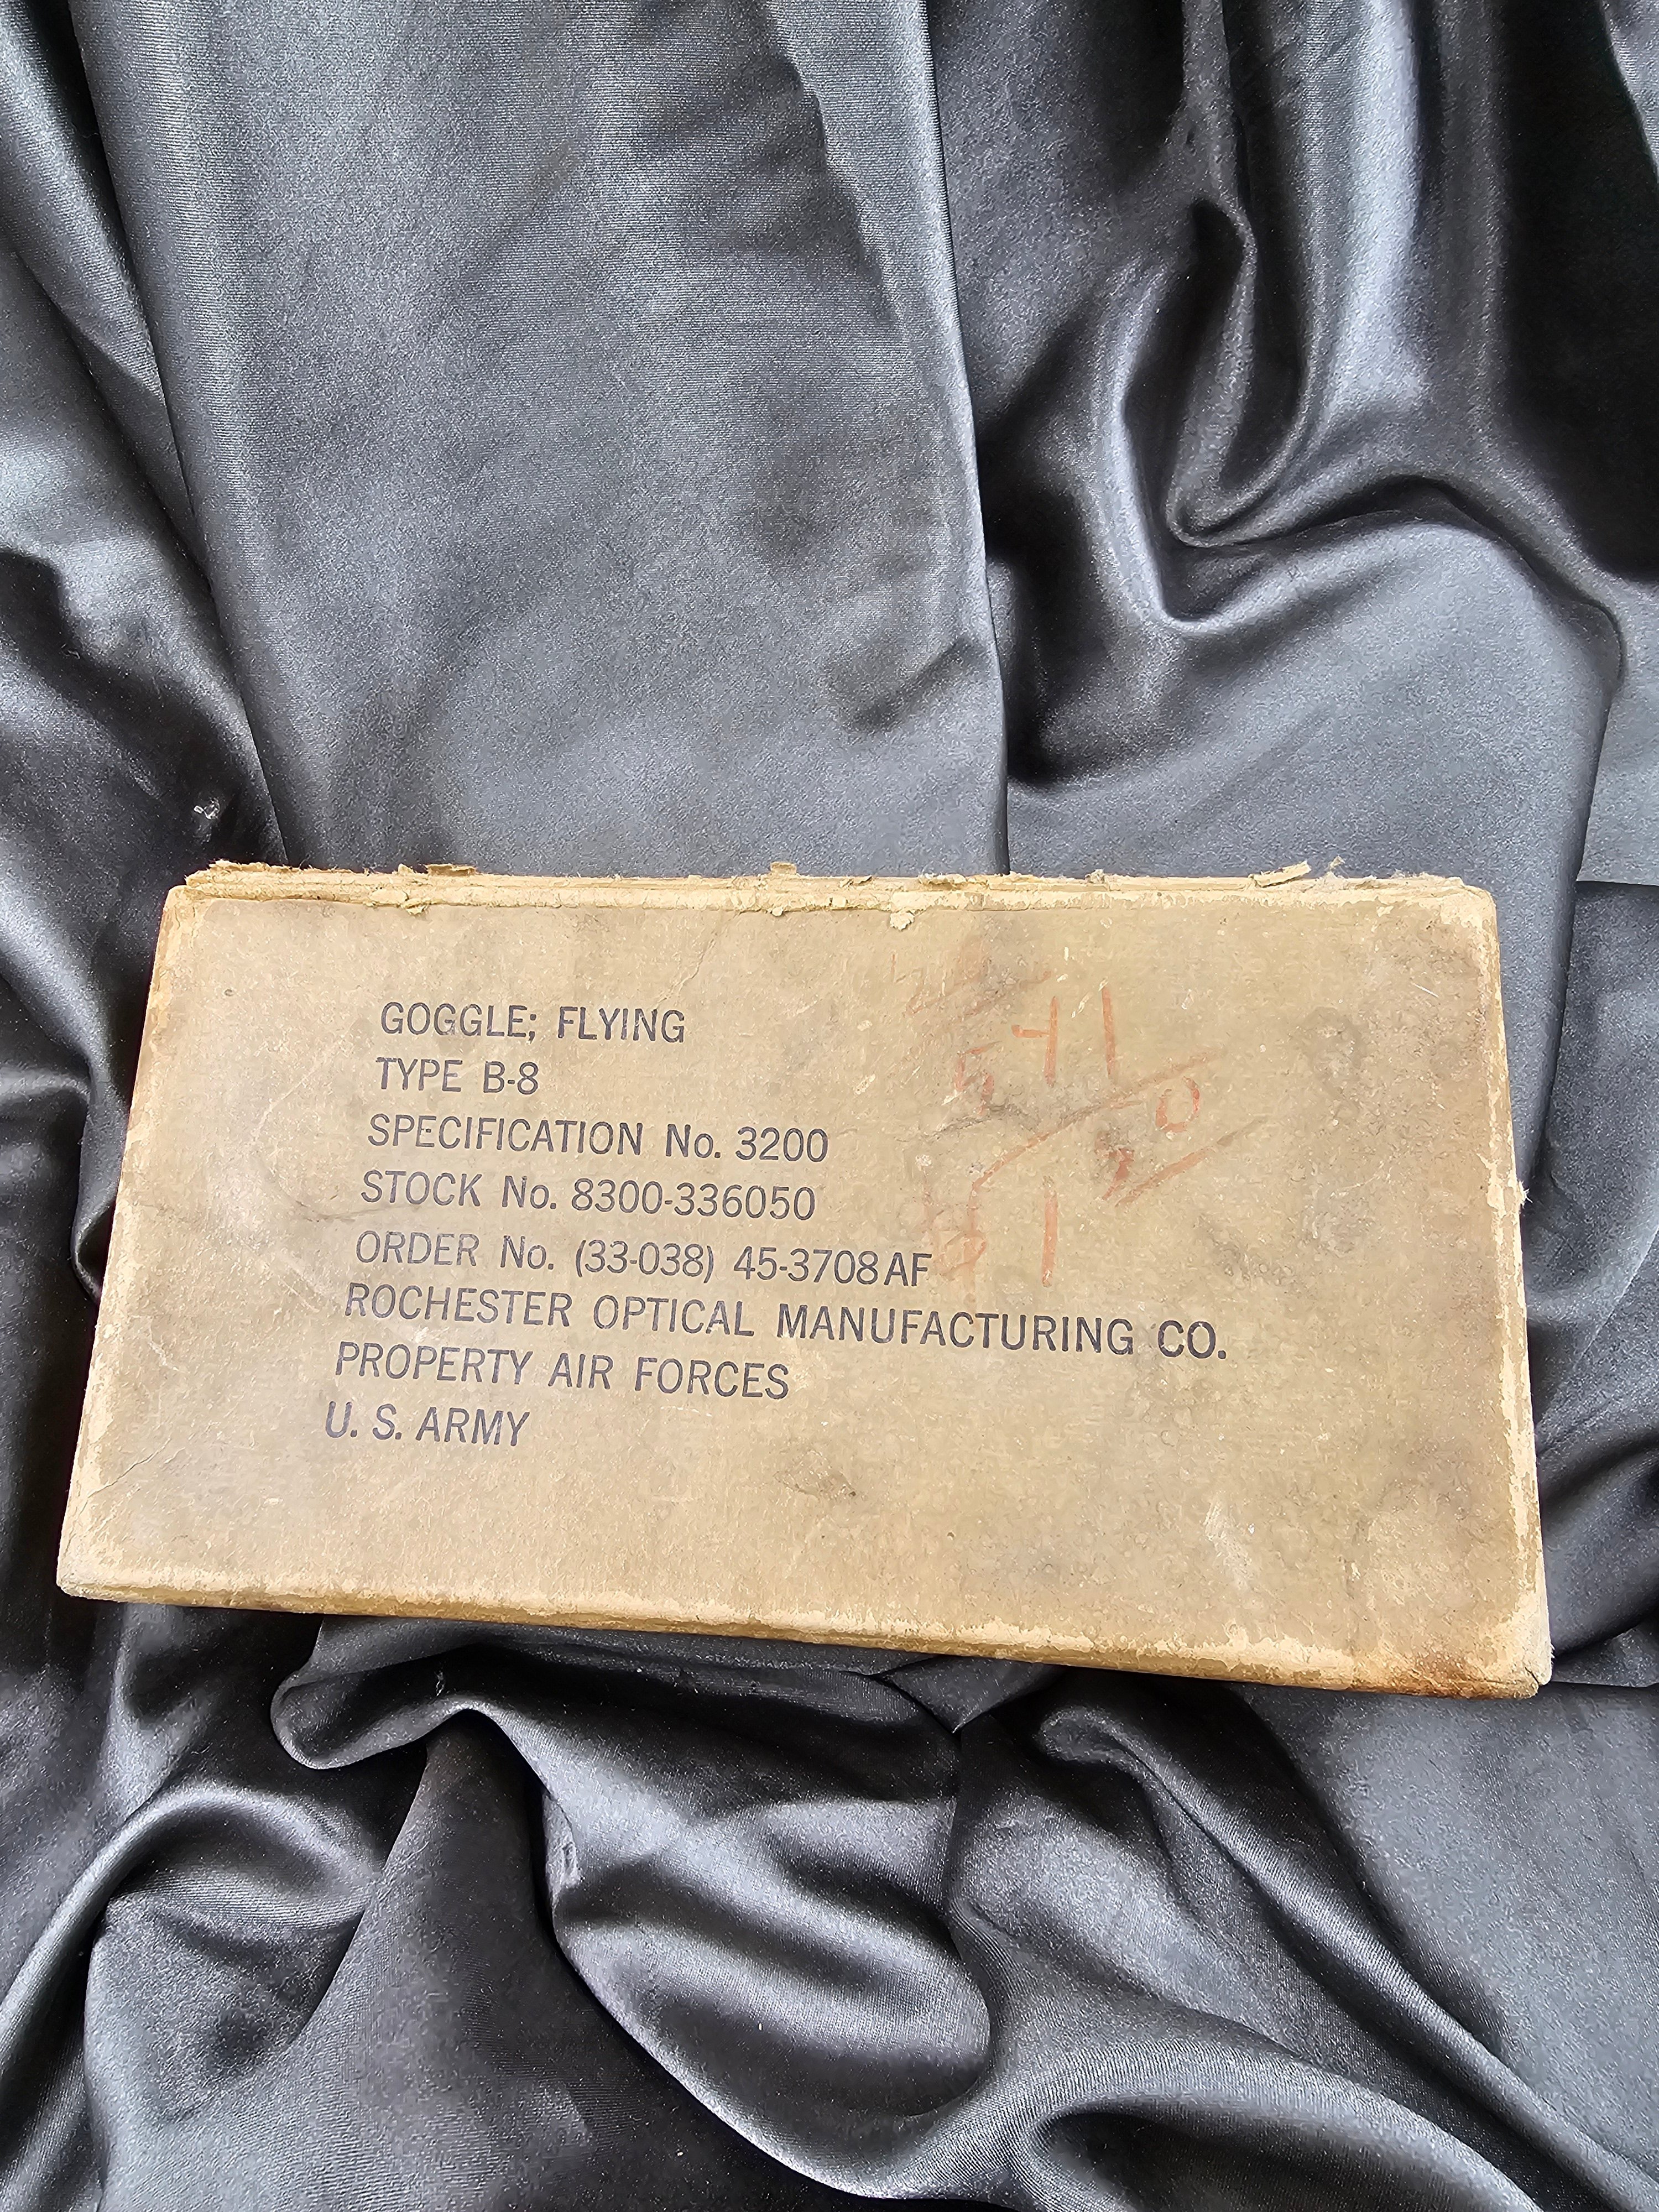 GOGGLE; FLYING
TYPE B-8
SPECIFICATION No. 3200
STOCK No. 8300-336050
ORDER No. (33-038) 45-3708AF
ROCHESTER OPTICAL MANUFACTURING CO.
PROPERTY AIR FORCES
U. S. ARMY